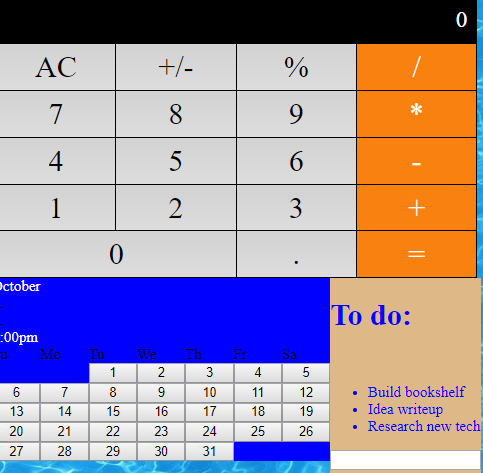 0
AC +/- % /
7 8 9 *
4 5 6 -
1 2 3 +
0 . =
October
:00pm
Su Mo Tu We Th Fr Sa
1 2 3 4 5
6 7 8 9 10 11 12
13 14 15 16 17 18 19
20 21 22 23 24 25 26
27 28 29 30 31
To do:
• Build bookshelf
• Idea writeup
• Research new tech